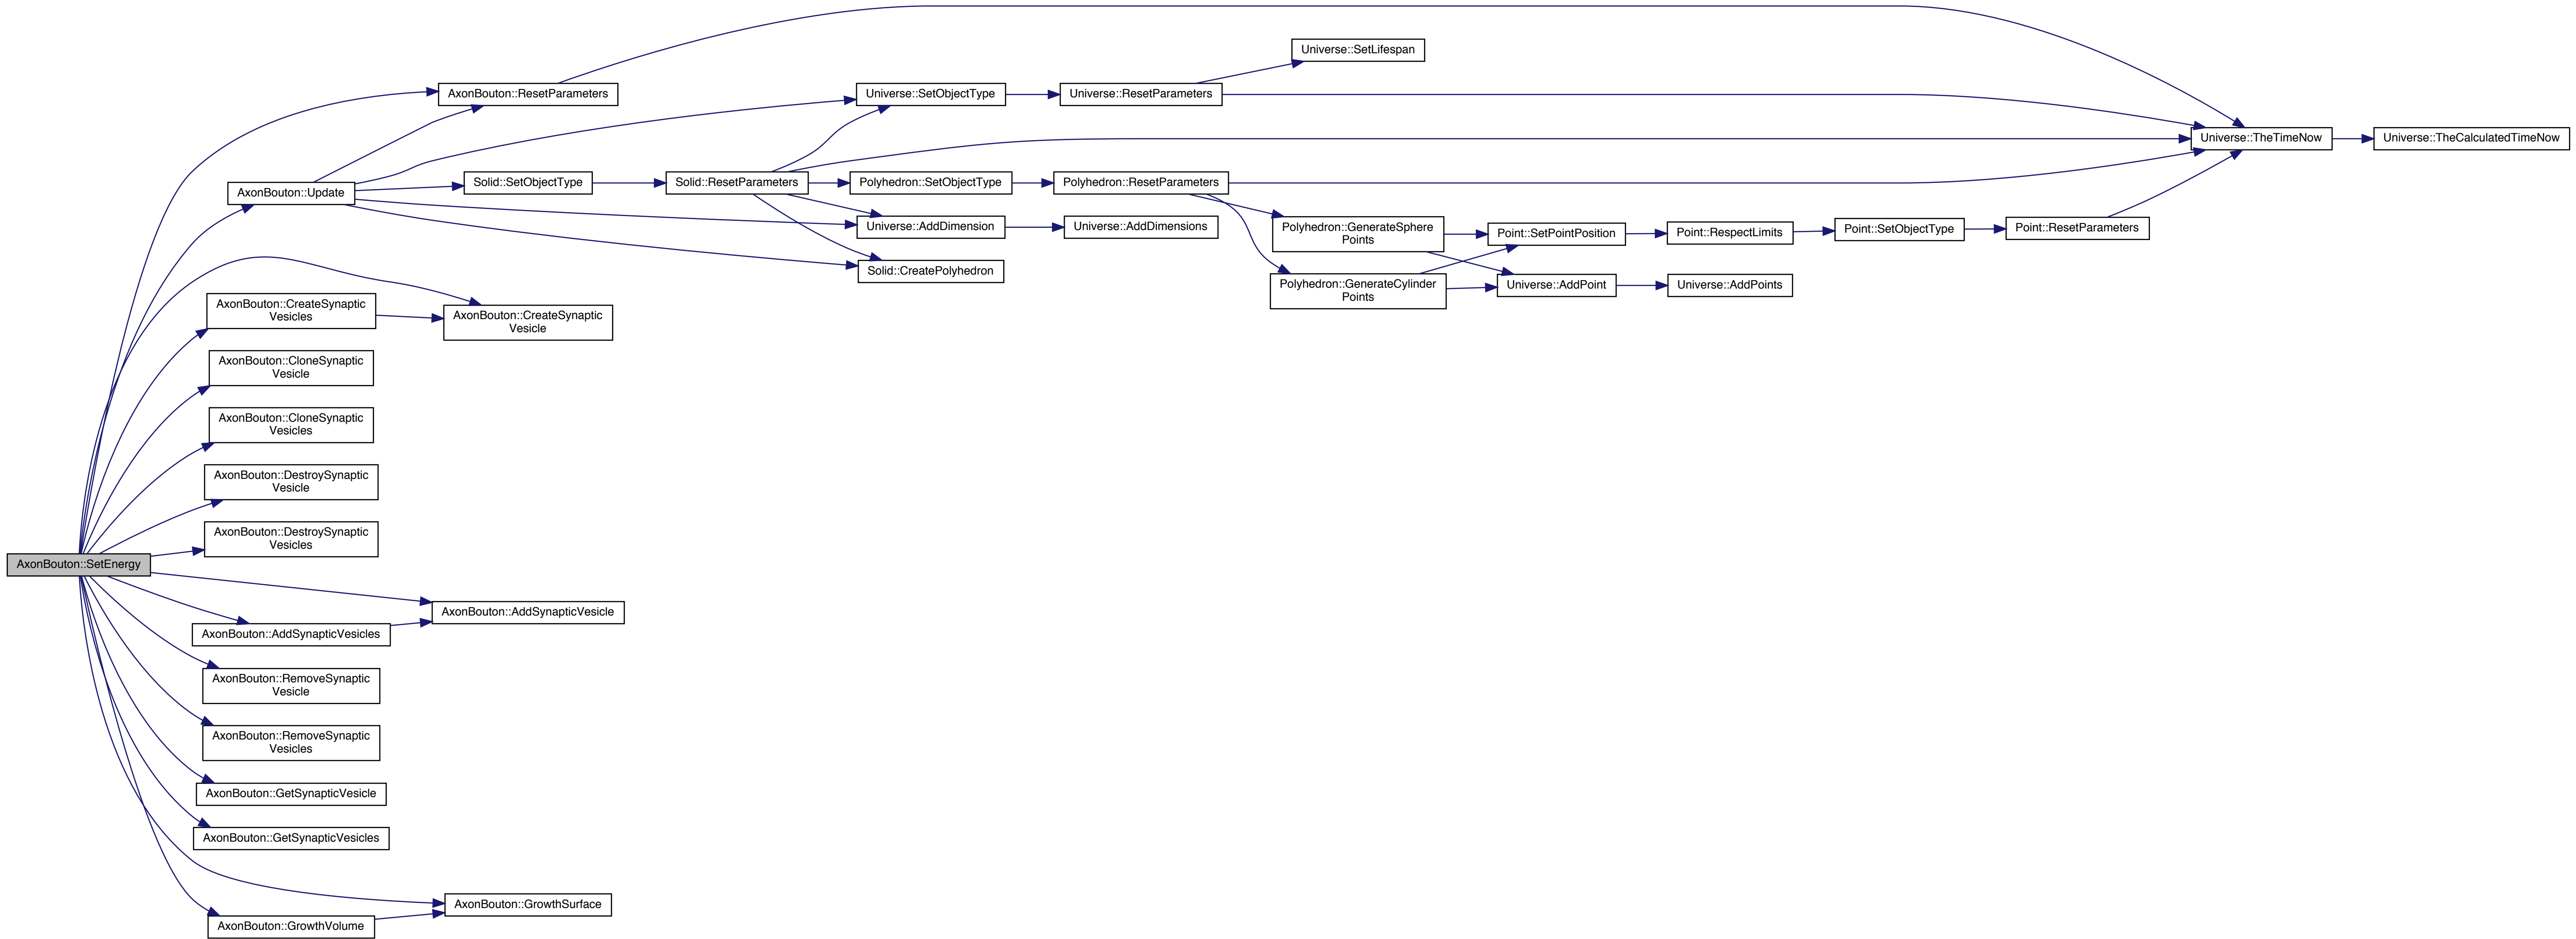 AxonBouton::SetEnergy
AxonBouton::ResetParameters
AxonBouton::Update
AxonBouton::CreateSynaptic
Vesicles
AxonBouton::CreateSynaptic
Vesicle
AxonBouton::CloneSynaptic
Vesicle
AxonBouton::CloneSynaptic
Vesicles
AxonBouton::DestroySynaptic
Vesicle
AxonBouton::DestroySynaptic
Vesicles
AxonBouton::AddSynapticVesicle
AxonBouton::AddSynapticVesicles
AxonBouton::RemoveSynaptic
Vesicle
AxonBouton::RemoveSynaptic
Vesicles
AxonBouton::GetSynapticVesicle
AxonBouton::GetSynapticVesicles
AxonBouton::GrowthSurface
AxonBouton::GrowthVolume
Solid::SetObjectType
Solid::ResetParameters
Universe::SetObjectType
Polyhedron::SetObjectType
Universe::AddDimension
Solid::CreatePolyhedron
Universe::ResetParameters
Polyhedron::ResetParameters
Universe::AddDimensions
Universe::SetLifespan
Polyhedron::GenerateSphere
Points
Polyhedron::GenerateCylinder
Points
Point::SetPointPosition
Universe::AddPoint
Point::RespectLimits
Universe::AddPoints
Point::SetObjectType
Point::ResetParameters
Universe::TheTimeNow
Universe::TheCalculatedTimeNow